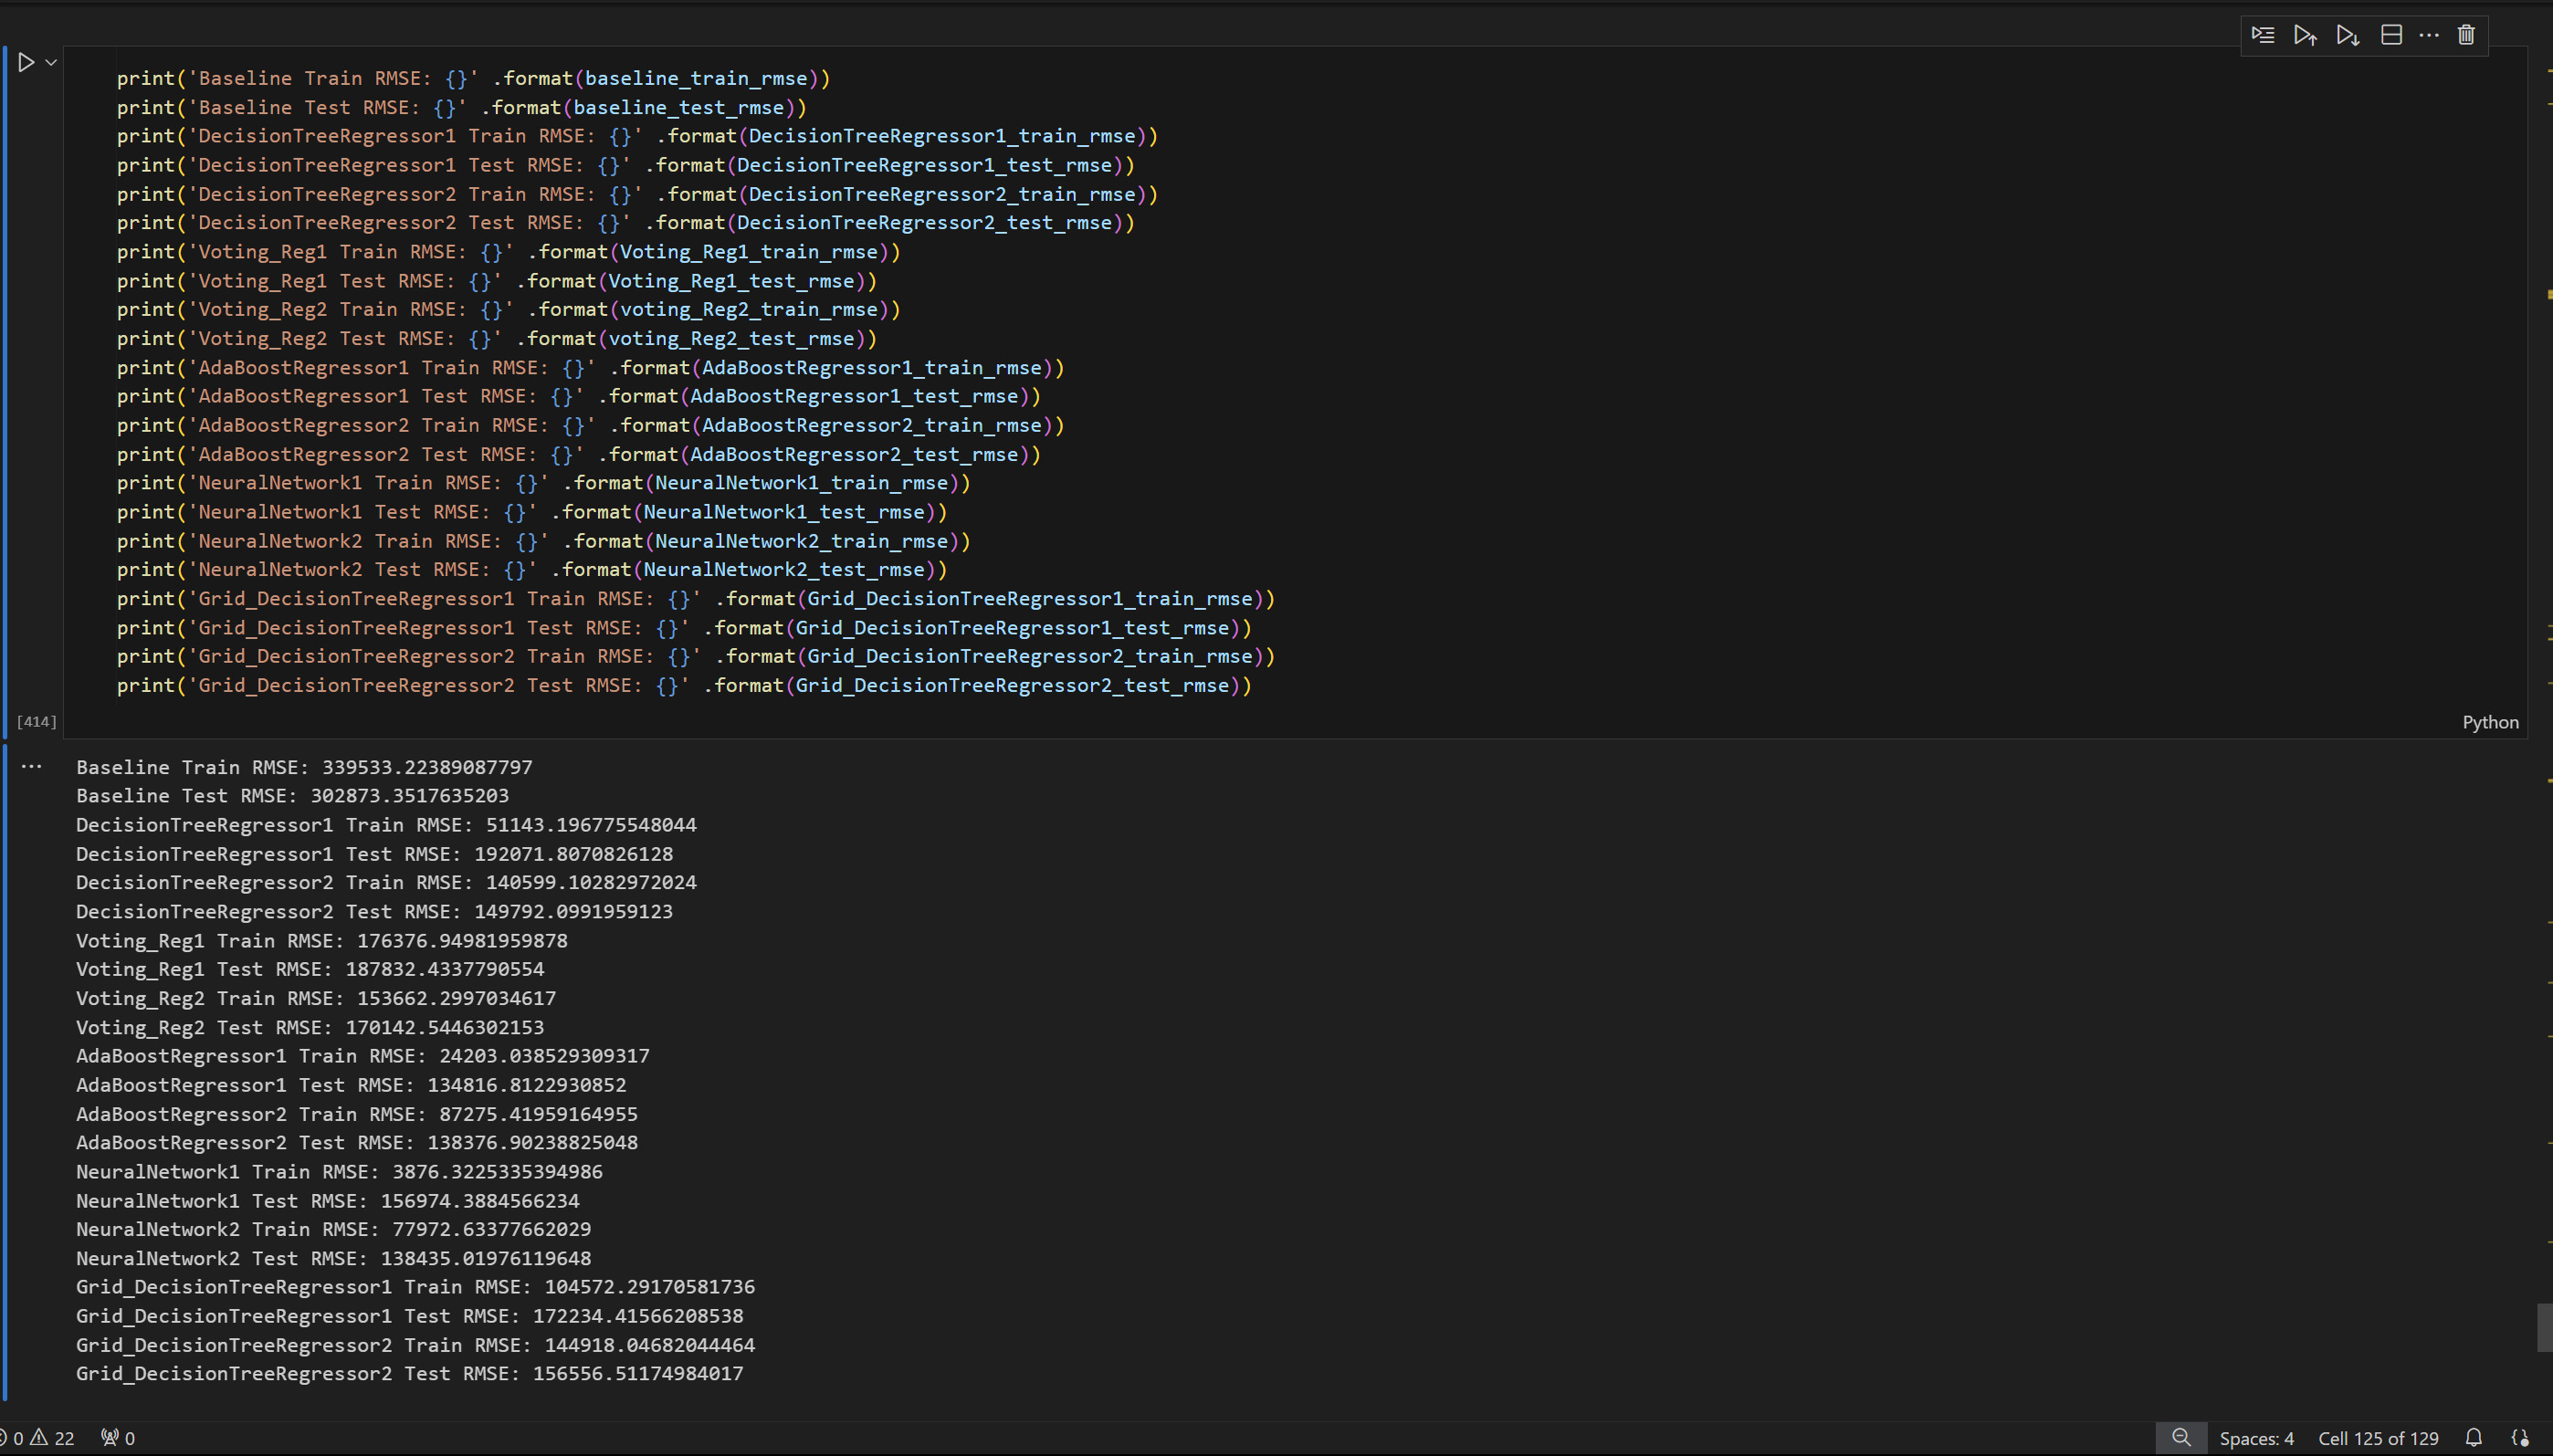 print('Baseline Train RMSE: {}' .format(baseline_train_rmse))
print('Baseline Test RMSE: {}' .format(baseline_test_rmse))
print('DecisionTreeRegressor1 Train RMSE: {}' .format(DecisionTreeRegressor1_train_rmse))
print('DecisionTreeRegressor1 Test RMSE: {}' .format(DecisionTreeRegressor1_test_rmse))
print('DecisionTreeRegressor2 Train RMSE: {}' .format(DecisionTreeRegressor2_train_rmse))
print('DecisionTreeRegressor2 Test RMSE: {}' .format(DecisionTreeRegressor2_test_rmse))
print('Voting_Reg1 Train RMSE: {}' .format(Voting_Reg1_train_rmse))
print('Voting_Reg1 Test RMSE: {}' .format(Voting_Reg1_test_rmse))
print('Voting_Reg2 Train RMSE: {}' .format(voting_Reg2_train_rmse))
print('Voting_Reg2 Test RMSE: {}' .format(voting_Reg2_test_rmse))
print('AdaBoostRegressor1 Train RMSE: {}' .format(AdaBoostRegressor1_train_rmse))
print('AdaBoostRegressor1 Test RMSE: {}' .format(AdaBoostRegressor1_test_rmse))
print('AdaBoostRegressor2 Train RMSE: {}' .format(AdaBoostRegressor2_train_rmse))
print('AdaBoostRegressor2 Test RMSE: {}' .format(AdaBoostRegressor2_test_rmse))
print('NeuralNetwork1 Train RMSE: {}' .format(NeuralNetwork1_train_rmse))
print('NeuralNetwork1 Test RMSE: {}' .format(NeuralNetwork1_test_rmse))
print('NeuralNetwork2 Train RMSE: {}' .format(NeuralNetwork2_train_rmse))
print('NeuralNetwork2 Test RMSE: {}' .format(NeuralNetwork2_test_rmse))
print('Grid_DecisionTreeRegressor1 Train RMSE: {}' .format(Grid_DecisionTreeRegressor1_train_rmse))
print('Grid_DecisionTreeRegressor1 Test RMSE: {}' .format(Grid_DecisionTreeRegressor1_test_rmse))
print('Grid_DecisionTreeRegressor2 Train RMSE: {}' .format(Grid_DecisionTreeRegressor2_train_rmse))
print('Grid_DecisionTreeRegressor2 Test RMSE: {}' .format(Grid_DecisionTreeRegressor2_test_rmse))
[414]
Python
Baseline Train RMSE: 339533.22389087797
Baseline Test RMSE: 302873.3517635203
DecisionTreeRegressor1 Train RMSE: 51143.196775548044
DecisionTreeRegressor1 Test RMSE: 192071.8070826128
DecisionTreeRegressor2 Train RMSE: 140599.10282972024
DecisionTreeRegressor2 Test RMSE: 149792.0991959123
Voting_Reg1 Train RMSE: 176376.94981959878
Voting_Reg1 Test RMSE: 187832.4337790554
Voting_Reg2 Train RMSE: 153662.2997034617
Voting_Reg2 Test RMSE: 170142.5446302153
AdaBoostRegressor1 Train RMSE: 24203.038529309317
AdaBoostRegressor1 Test RMSE: 134816.8122930852
AdaBoostRegressor2 Train RMSE: 87275.41959164955
AdaBoostRegressor2 Test RMSE: 138376.90238825048
NeuralNetwork1 Train RMSE: 3876.3225335394986
NeuralNetwork1 Test RMSE: 156974.3884566234
NeuralNetwork2 Train RMSE: 77972.63377662029
NeuralNetwork2 Test RMSE: 138435.01976119648
Grid_DecisionTreeRegressor1 Train RMSE: 104572.29170581736
Grid_DecisionTreeRegressor1 Test RMSE: 172234.41566208538
Grid_DecisionTreeRegressor2 Train RMSE: 144918.04682044464
Grid_DecisionTreeRegressor2 Test RMSE: 156556.51174984017
0 22 0 Spaces: 4 Cell 125 of 129